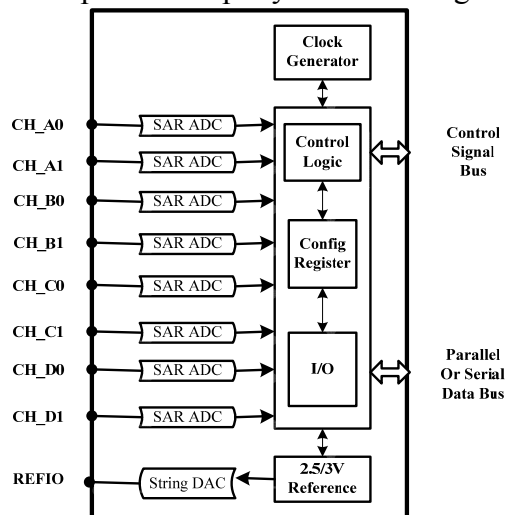 Clock
Generator
CH_A0
SAR ADC
CH_A1
SAR ADC
CH_B0
SAR ADC
CH_B1
SAR ADC
CH_C0
SAR ADC
CH_C1
SAR ADC
CH_D0
SAR ADC
CH_D1
SAR ADC
REFIO
String DAC
Control
Logic
Config
Register
I/O
2.5/3V
Reference
Control
Signal
Bus
Parallel
Or Serial
Data Bus